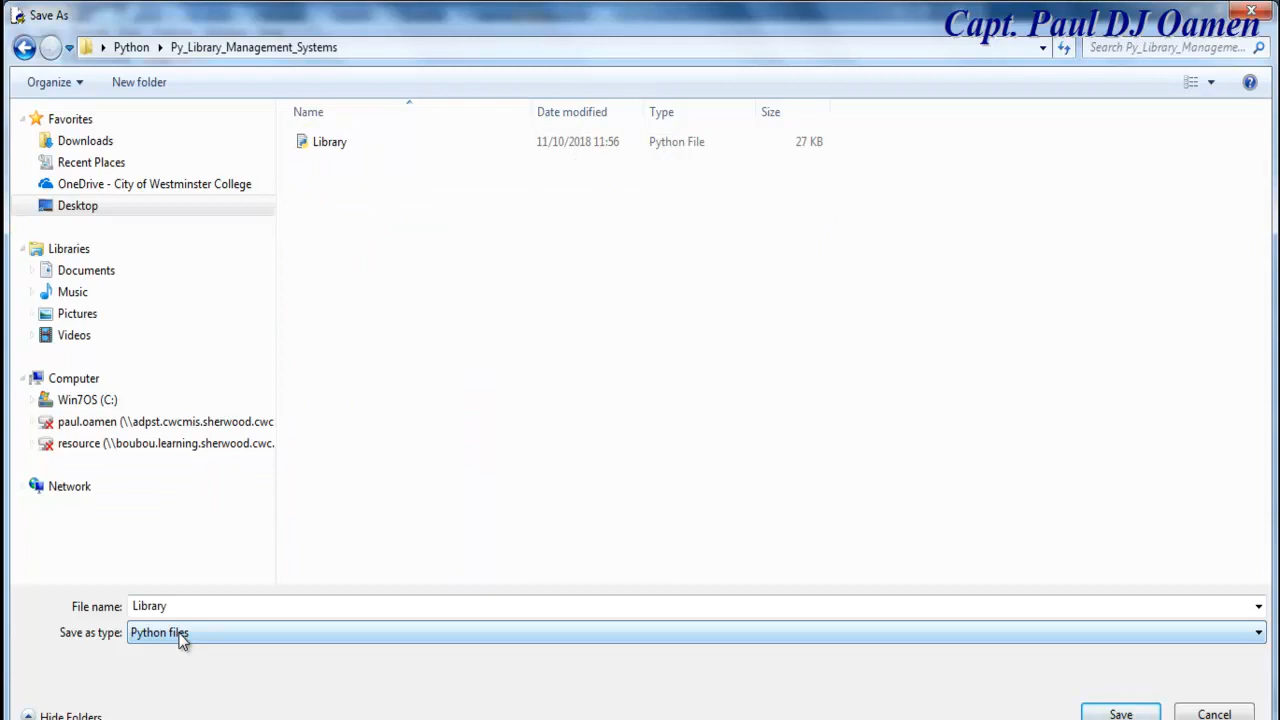 Save As
Capt. Paul DJ Oamen
Python Py_Library_Management_Systems
Search Py_Library_Manageme...
Organize New folder
Favorites
Downloads
Recent Places
OneDrive - City of Westminster College
Desktop
Libraries
Documents
Music
Pictures
Videos
Computer
Win7OS (C:)
paul.oamen (\\adpst.cwcmis.sherwood.cwc
resource (\\boubou.learning.sherwood.cwc.
Network
Name Date modified Type Size
Library 11/10/2018 11:56 Python File 27 KB
File name: Library
Save as type: Python files
Hide Folders
Save Cancel